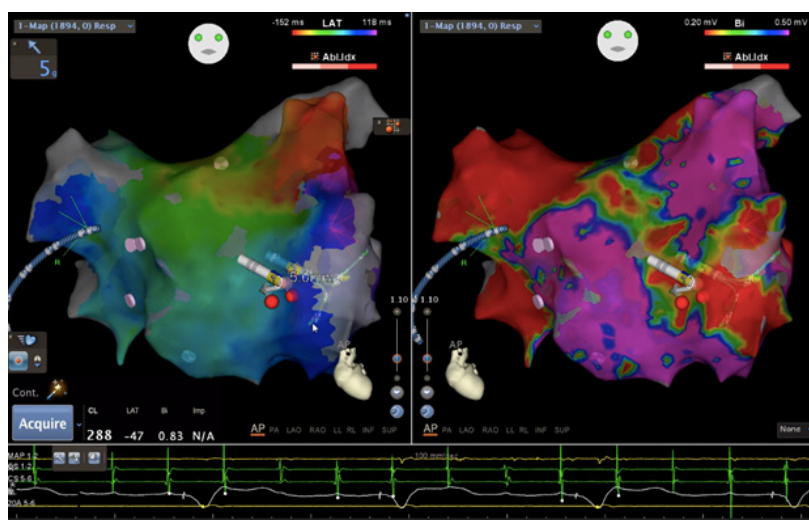 1-Map (1894, 0) Resp
-152 ms LAT 118 ms
Abl.Idx
5g
R
1.10
AP
Cont.
Acquire
CL LAT Bi Imp
288 -47 0.83 N/A
AP PA LAO RAO LL RL INF SUP
1-Map (1894, 0) Resp
0.20 mV Bi 0.50 mV
Abl.Idx
R
1.10
AP
AP PA LAO RAO LL RL INF SUP
None
MAP 1-2
100 mm/sec
CS 1-2
CS 5-6
20A 5-6